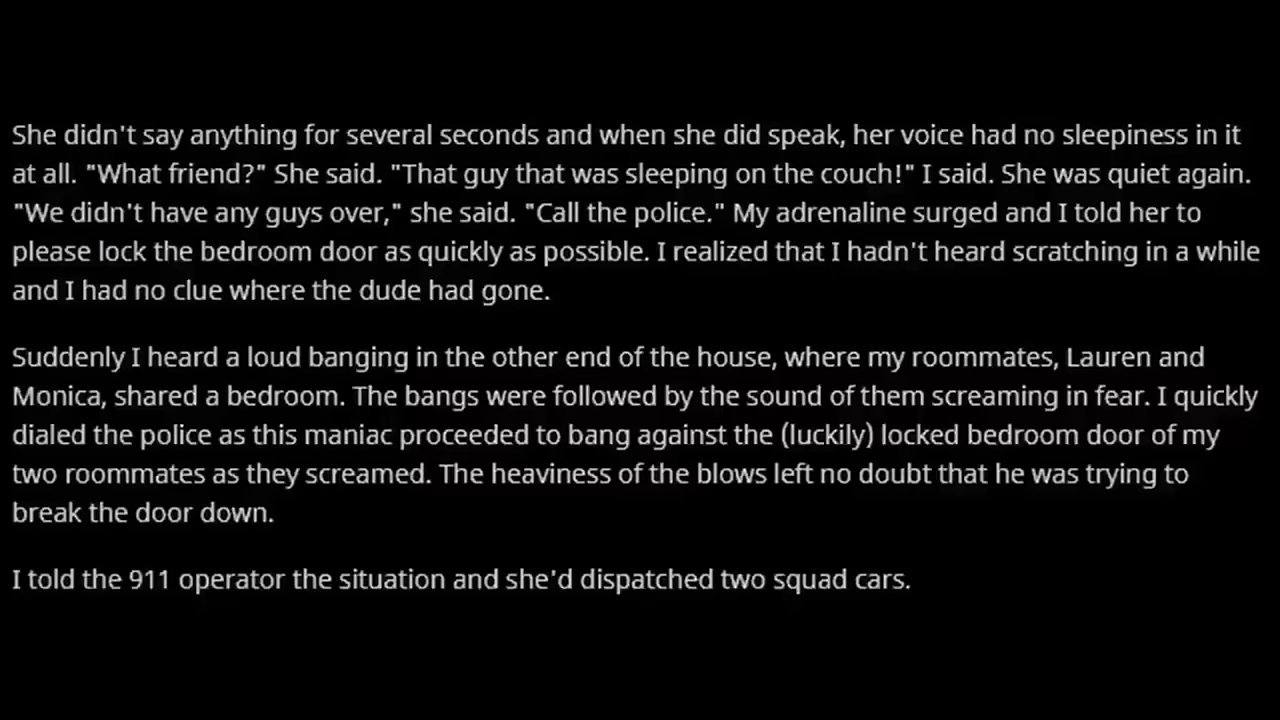 She didn't say anything for several seconds and when she did speak, her voice had no sleepiness in it
at all. "What friend?" She said. "That guy that was sleeping on the couch!" I said. She was quiet again.
"We didn't have any guys over," she said. "Call the police." My adrenaline surged and I told her to
please lock the bedroom door as quickly as possible. I realized that I hadn't heard scratching in a while
and I had no clue where the dude had gone.
Suddenly I heard a loud banging in the other end of the house, where my roommates, Lauren and
Monica, shared a bedroom. The bangs were followed by the sound of them screaming in fear. I quickly
dialed the police as this maniac proceeded to bang against the (luckily) locked bedroom door of my
two roommates as they screamed. The heaviness of the blows left no doubt that he was trying to
break the door down.
I told the 911 operator the situation and she'd dispatched two squad cars.